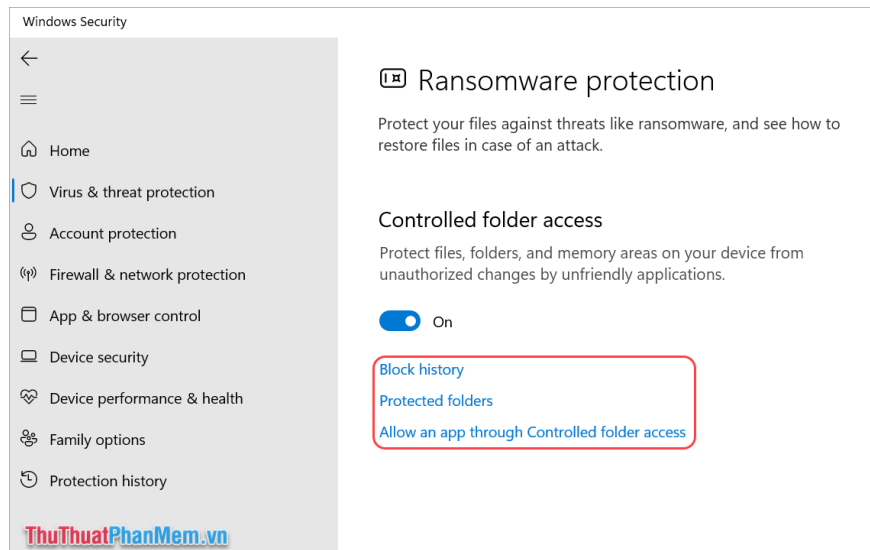 Windows Security
Home
Virus & threat protection
Account protection
Firewall & network protection
App & browser control
Device security
Device performance & health
Family options
Protection history
ThuThuatPhanMem.vn
Ransomware protection
Protect your files against threats like ransomware, and see how to
restore files in case of an attack.
Controlled folder access
Protect files, folders, and memory areas on your device from
unauthorized changes by unfriendly applications.
On
Block history
Protected folders
Allow an app through Controlled folder access